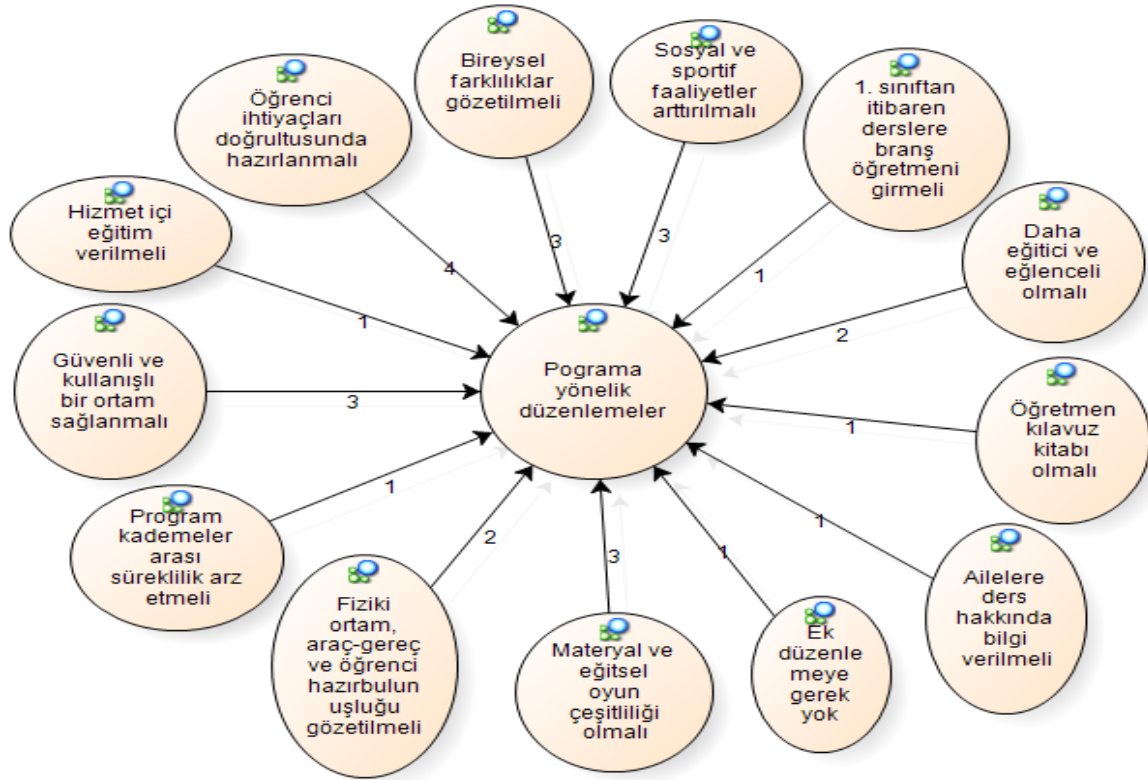 Bireysel
farklılıklar
gözetilmeli
Sosyal ve
sportif
faaliyetler
arttırılmalı
Öğrenci
ihtiyaçları
doğrultusunda
hazırlanmalı
1. sınıftan
itibaren
derslere
branş
öğretmeni
girmeli
Hizmet içi
eğitim
verilmeli
Daha
eğitici ve
eğlenceli
olmalı
3
3
4
1
1
2
Güvenli ve
kullanışlı
bir ortam
sağlanmalı
3
Pograma
yönelik
düzenlemeler
Öğretmen
kılavuz
kitabı
olmalı
1
Program
kademeler
arası
süreklilik arz
etmeli
1
2
3
1
1
Fiziki
ortam,
araç-gereç
ve öğrenci
hazırbulun
uşluğu
gözetilmeli
Materyal ve
eğitsel
oyun
çeşitliliği
olmalı
Ek
düzenle
meye
gerek
yok
Ailelere
ders
hakkında
bilgi
verilmeli